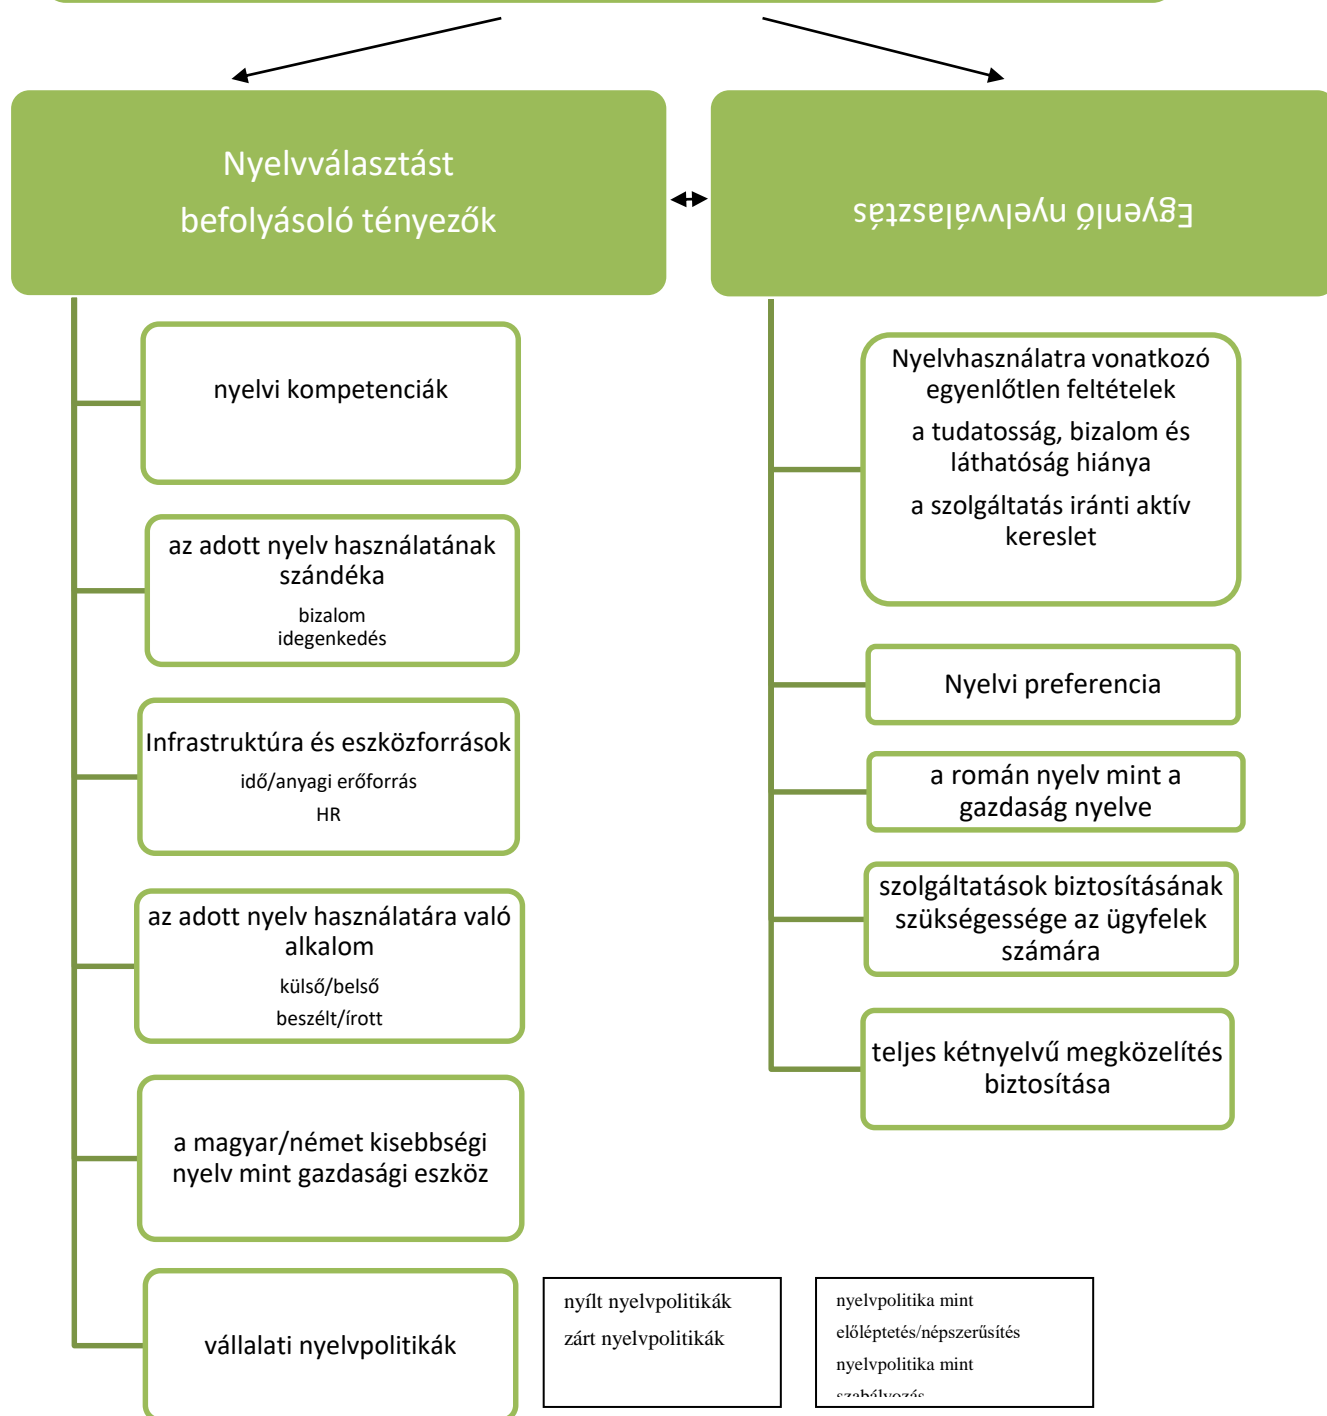 Nyelvválasztást
befolyásoló tényezők
nyelvi kompetenciák
az adott nyelv használatának
szándéka
bizalom
idegenkedés
Infrastruktúra és eszközforrások
idő/anyagi erőforrás
HR
az adott nyelv használatára való
alkalom
külső/belső
beszélt/írott
a magyar/német kisebbségi
nyelv mint gazdasági eszköz
vállalati nyelvpolitikák
nyílt nyelvpolitikák
zárt nyelvpolitikák
nyelvpolitika mint
előléptetés/népszerűsítés
nyelvpolitika mint
szabályozás
Egyenlő nyelvválasztás
Nyelvhasználatra vonatkozó
egyenlőtlen feltételek
a tudatosság, bizalom és
láthatóság hiánya
a szolgáltatás iránti aktív
kereslet
Nyelvi preferencia
a román nyelv mint a
gazdaság nyelve
szolgáltatások biztosításának
szükségessége az ügyfelek
számára
teljes kétnyelvű megközelítés
biztosítása